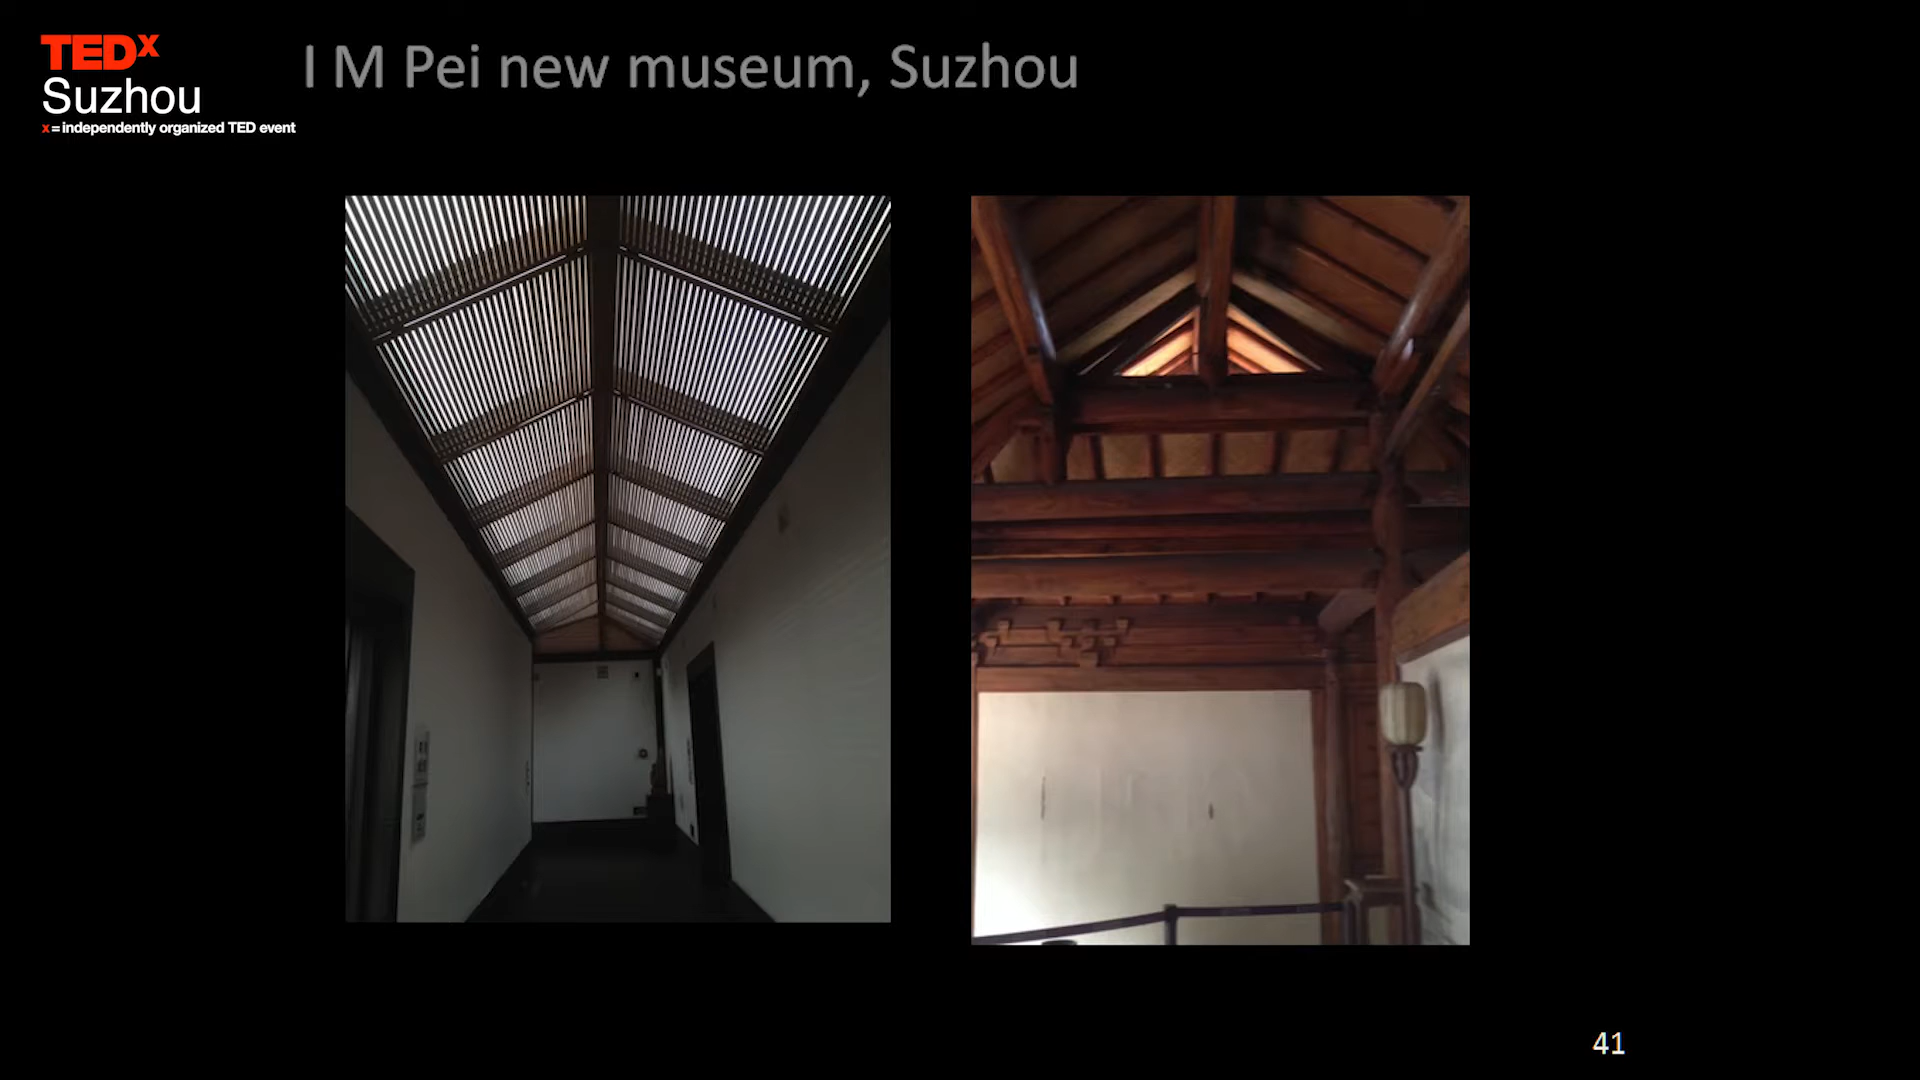 TEDx
Suzhou
x = independently organized TED event
I M Pei new museum, Suzhou
41